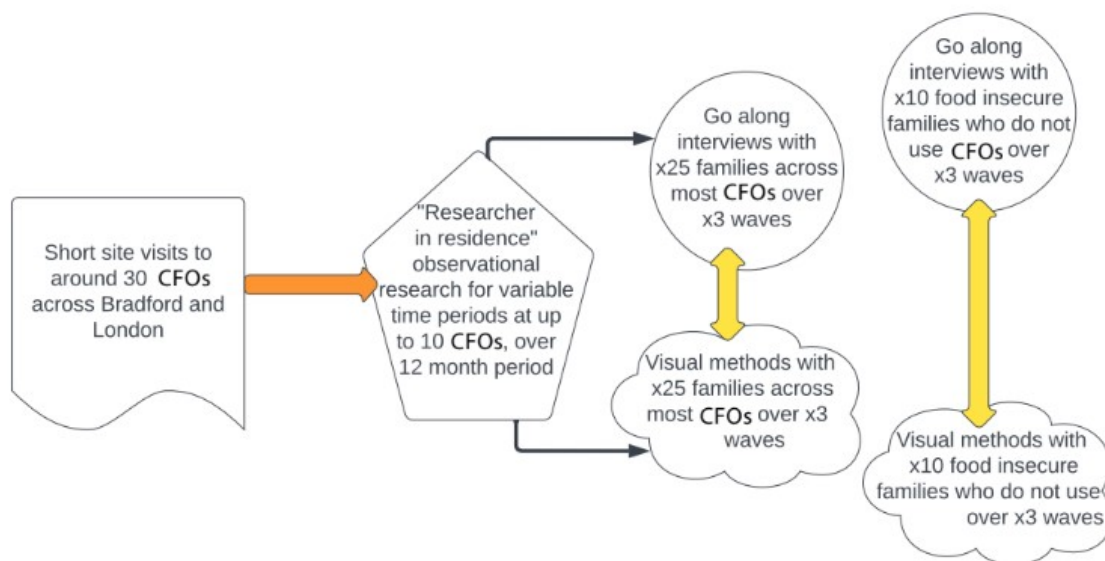 Short site visits to
around 30 CFOs
across Bradford and
London
"Researcher
in residence"
observational
research for variable
time periods at up
to 10 CFOs, over
12 month period
Go along
interviews with
x25 families across
most CFOs over
x3 waves
Visual methods with
x25 families across
most CFOs over x3
waves
Go along
interviews with
x10 food insecure
families who do not
use CFOs over
x3 waves
Visual methods with
x10 food insecure
families who do not use
over x3 waves